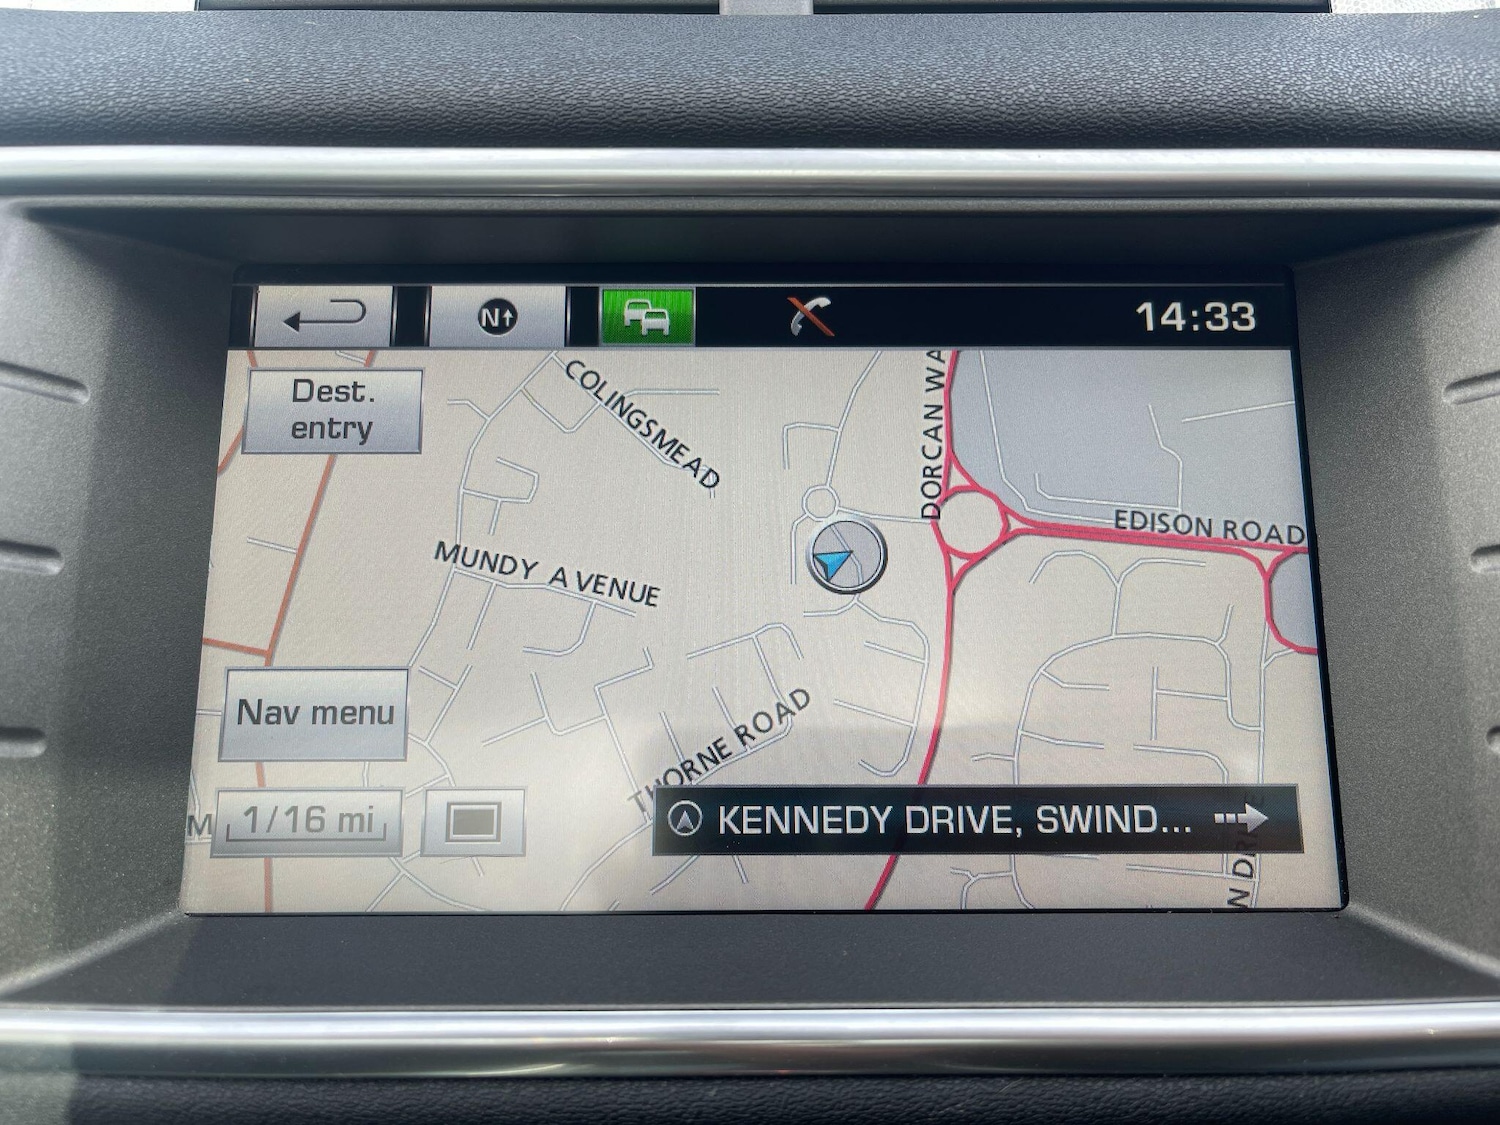 N
14:33
Dest.
entry
COLINGSMEAD
DORCAN WA
EDISON ROAD
MUNDY AVENUE
Nav menu
THORNE ROAD
M
1/16 mi
KENNEDY DRIVE, SWIND...
N DR